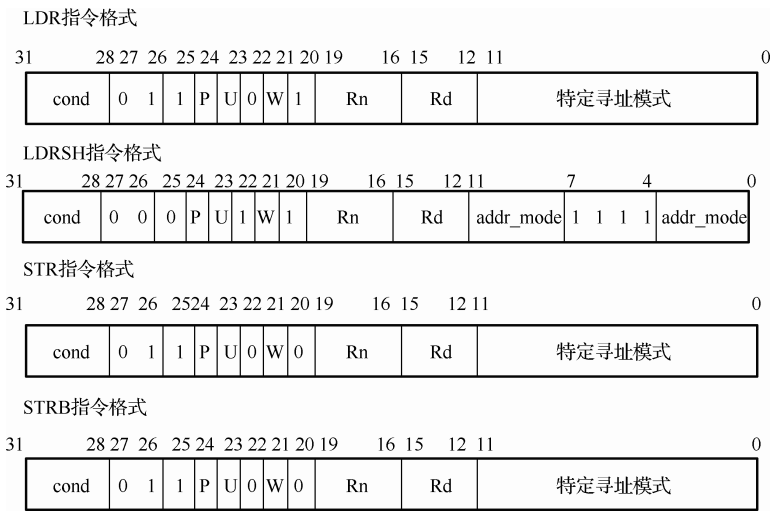 LDR指令格式
31 28 27 26 25 24 23 22 21 20 19 16 15 12 11 0
cond 0 1 1 P U 0 W 1 Rn Rd 特定寻址模式
LDRSH指令格式
31 28 27 26 25 24 23 22 21 20 19 16 15 12 11 7 4 0
cond 0 0 0 P U 1 W 1 Rn Rd addr_mode 1 1 1 1 addr_mode
STR指令格式
31 28 27 26 2524 23 22 21 20 19 16 15 12 11 0
cond 0 1 1 P U 0 W 0 Rn Rd 特定寻址模式
STRB指令格式
31 28 27 26 25 24 23 22 21 20 19 16 15 12 11 0
cond 0 1 1 P U 0 W 0 Rn Rd 特定寻址模式